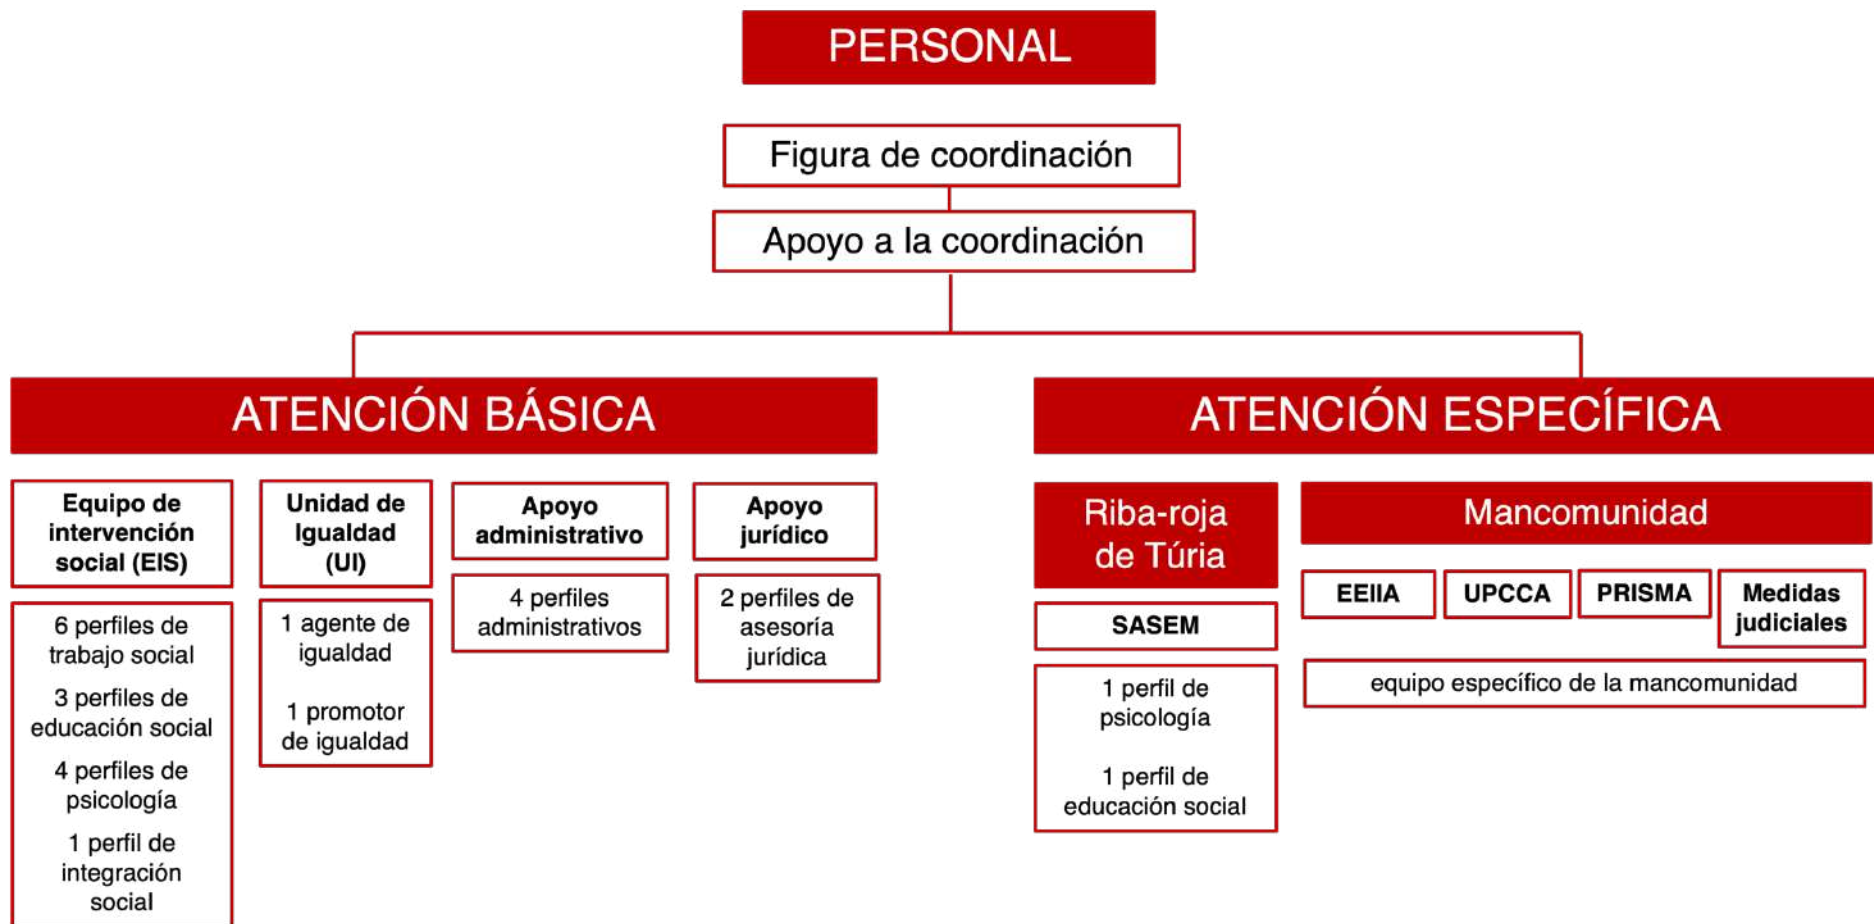 PERSONAL
Figura de coordinación
Apoyo a la coordinación
ATENCIÓN BÁSICA
Equipo de
intervención
social (EIS)
6 perfiles de
trabajo social
3 perfiles de
educación social
4 perfiles de
psicología
1 perfil de
integración
social
Unidad de
Igualdad
(UI)
1 agente de
igualdad
1 promotor
de igualdad
Apoyo
administrativo
4 perfiles
administrativos
Apoyo
jurídico
2 perfiles de
asesoría
jurídica
ATENCIÓN ESPECÍFICA
Riba-roja
de Túria
SASEM
1 perfil de
psicología
1 perfil de
educación social
Mancomunidad
EEIIA
UPCCA
PRISMA
Medidas
judiciales
equipo específico de la mancomunidad